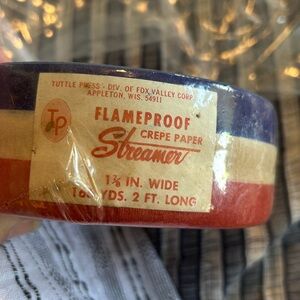 TUTTLE PRESS - DIV. OF FOX VALLEY CORP.
APPLETON, WIS. 54911
TP
FLAMEPROOF
CREPE PAPER
Streamer
1⅞ IN. WIDE
YDS. 2 FT. LONG